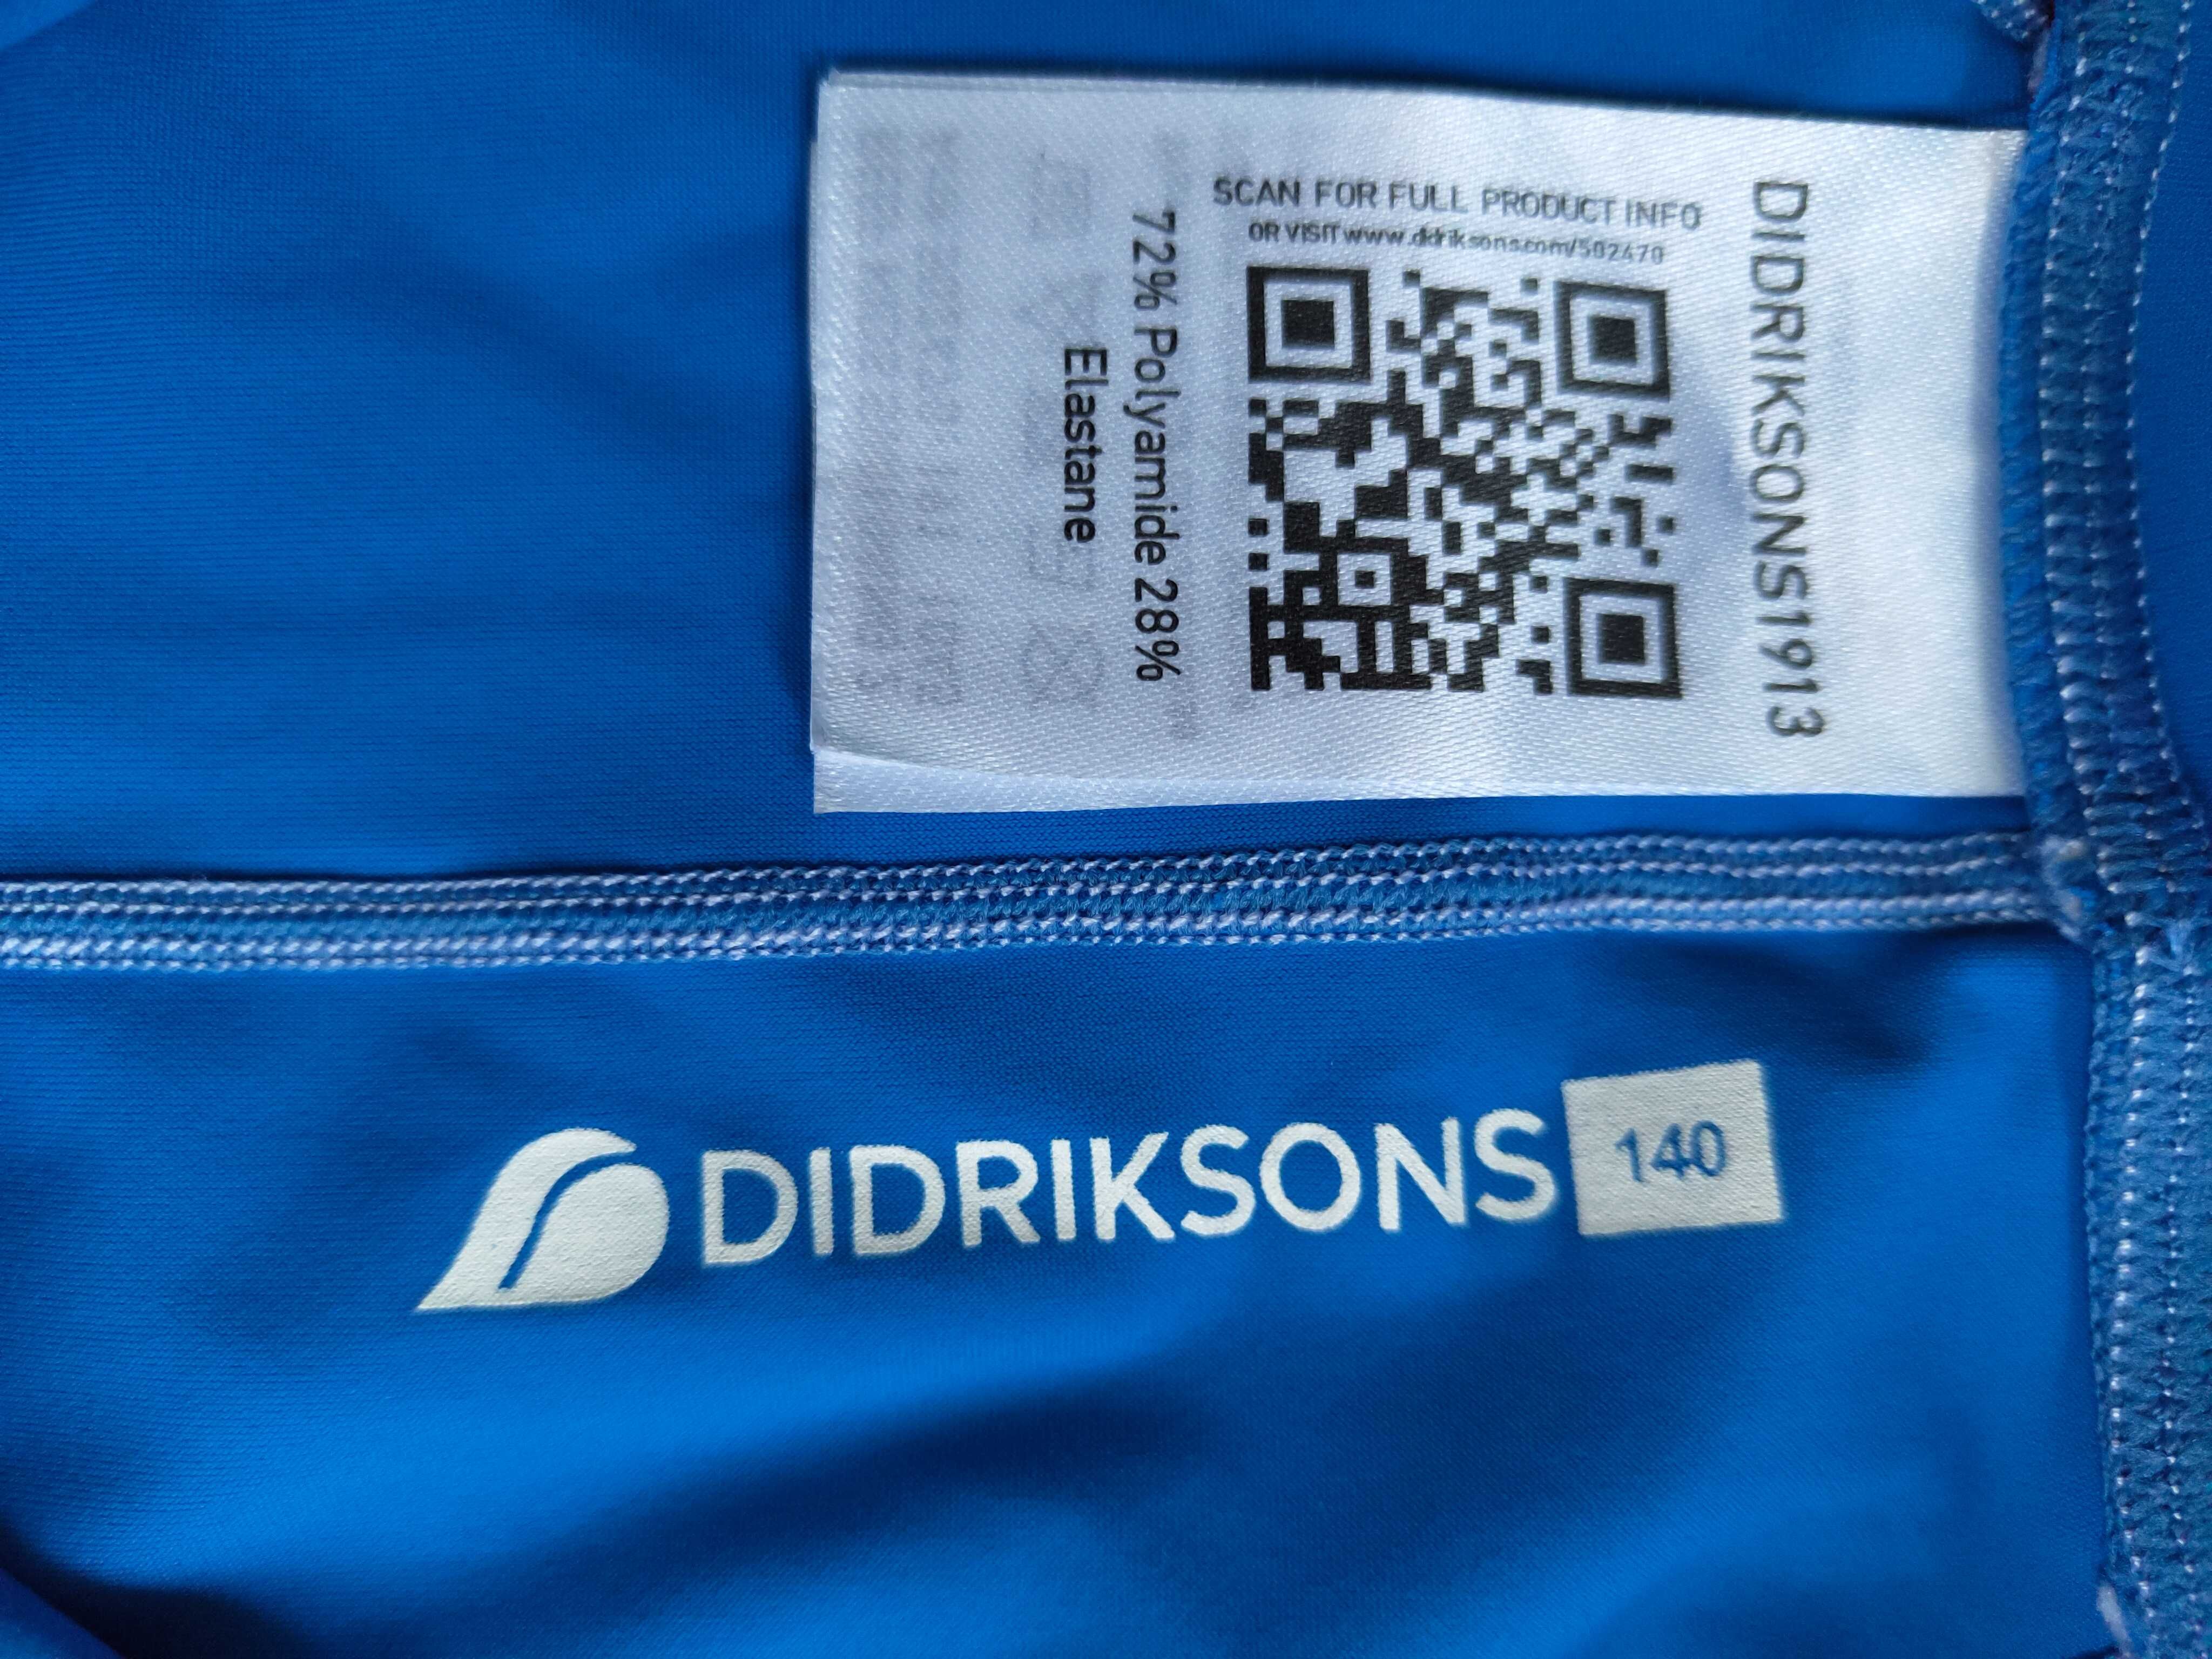 DIDRIKSONS1913
SCAN FOR FULL PRODUCT INFO
OR VISIT www.didriksons.com/502470
72% Polyamide 28%
Elastane
DIDRIKSONS
140